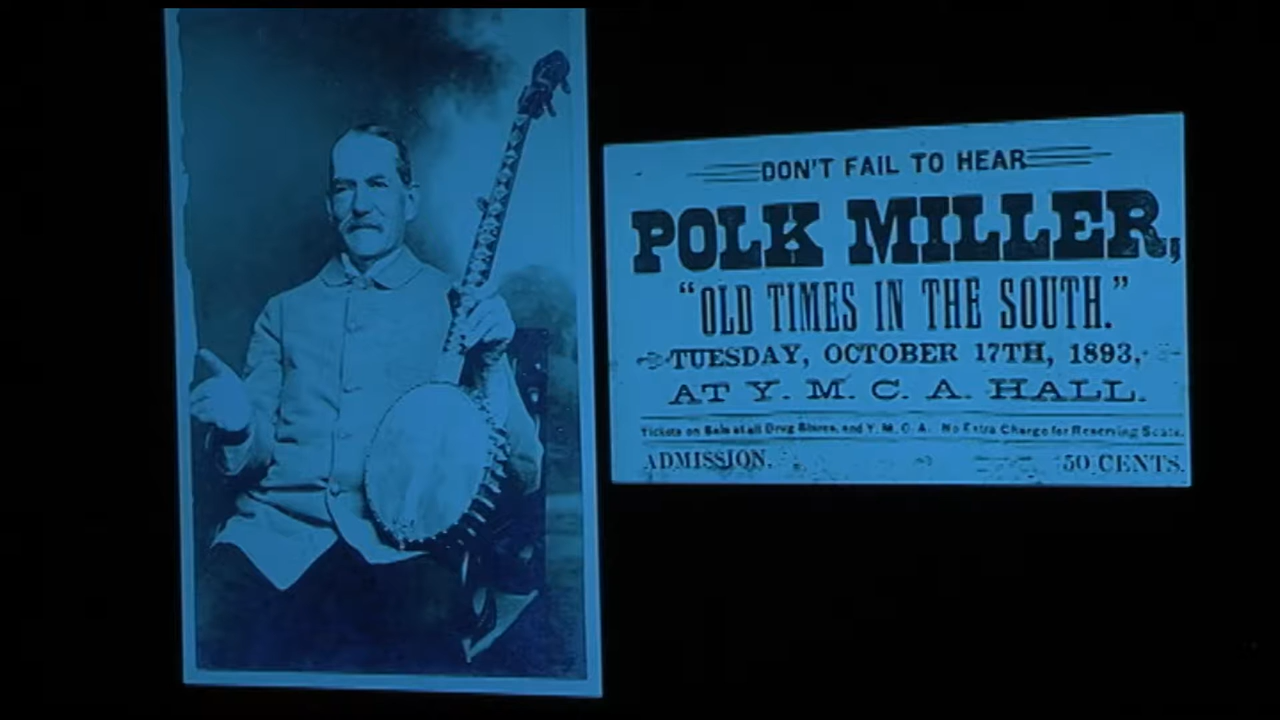 DON'T FAIL TO HEAR
POLK MILLER,
"OLD TIMES IN THE SOUTH."
TUESDAY, OCTOBER 17TH, 1893,
AT Y. M. C. A. HALL.
Tickets on Sale at all Drug Stores, and Y. M. C. A. No Extra Charge for Reserving Seats.
ADMISSION. 50 CENTS.